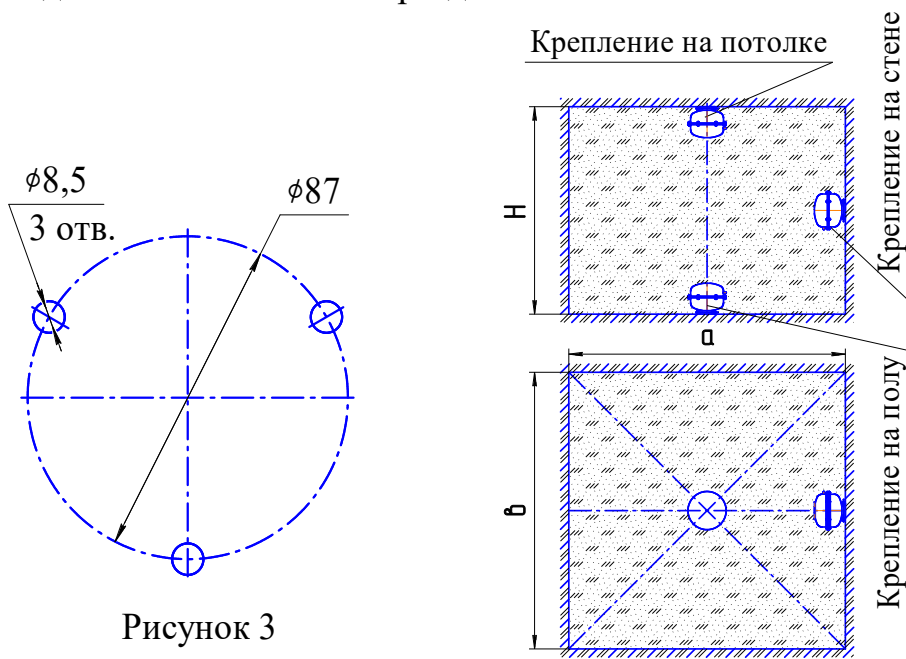 Крепление на потолке
Крепление на стене
ϕ8,5
3 отв.
ϕ87
H
a
в
Крепление на полу
Рисунок 3